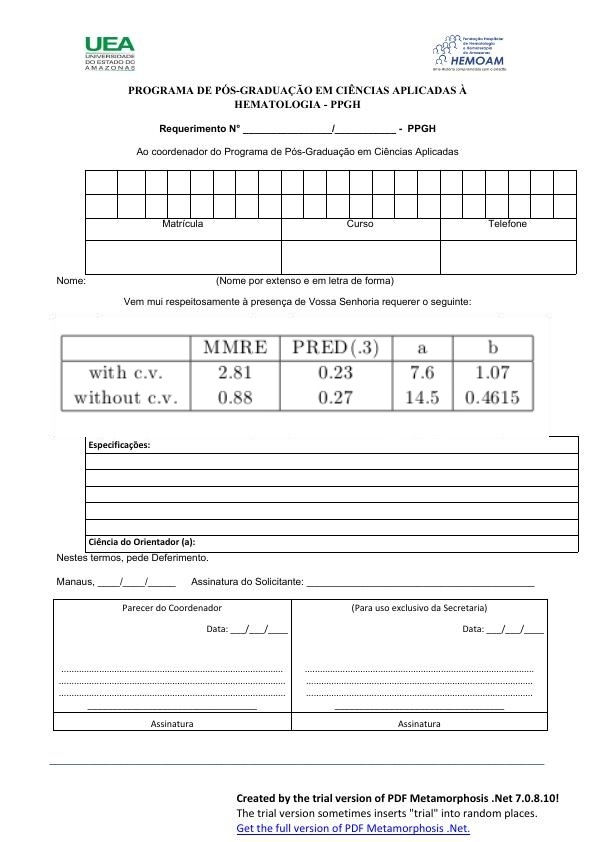 UEA
UNIVERSIDADE
DO ESTADO DO
AMAZONAS
Fundação Hospitalar
de Hematologia
e Hemoterapia
do Amazonas
HEMOAM
PROGRAMA DE PÓS-GRADUAÇÃO EM CIÊNCIAS APLICADAS À
HEMATOLOGIA - PPGH
Requerimento N° ________________/___________ - PPGH
Ao coordenador do Programa de Pós-Graduação em Ciências Aplicadas
Matrícula Curso Telefone
Nome: (Nome por extenso e em letra de forma)
Vem mui respeitosamente à presença de Vossa Senhoria requerer o seguinte:
MMRE PRED(.3) a b
with c.v. 2.81 0.23 7.6 1.07
without c.v. 0.88 0.27 14.5 0.4615
Especificações:
Ciência do Orientador (a):
Nestes termos, pede Deferimento.
Manaus, ____/____/_____ Assinatura do Solicitante: __________________________________________
Parecer do Coordenador (Para uso exclusivo da Secretaria)
Data: ___/___/____ Data: ___/___/____
Assinatura Assinatura
Created by the trial version of PDF Metamorphosis .Net 7.0.8.10!
The trial version sometimes inserts "trial" into random places.
Get the full version of PDF Metamorphosis .Net.